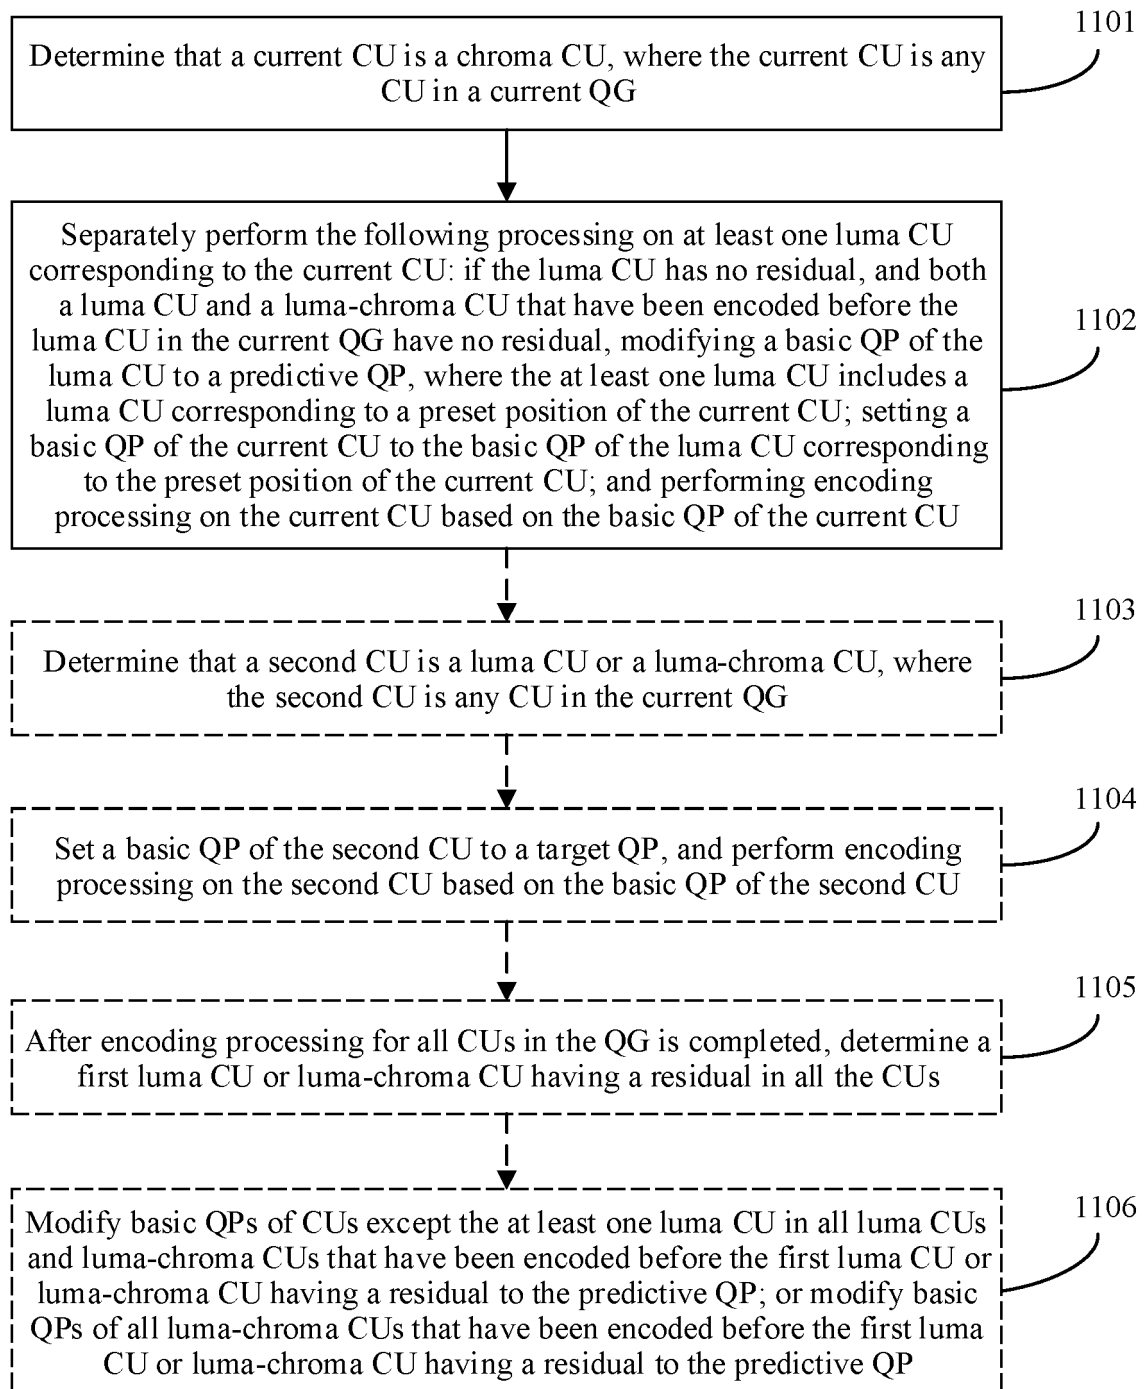 1101
Determine that a current CU is a chroma CU, where the current CU is any
CU in a current QG
Separately perform the following processing on at least one luma CU
corresponding to the current CU: if the luma CU has no residual, and both
a luma CU and a luma-chroma CU that have been encoded before the
luma CU in the current QG have no residual, modifying a basic QP of the
luma CU to a predictive QP, where the at least one luma CU includes a
luma CU corresponding to a preset position of the current CU; setting a
basic QP of the current CU to the basic QP of the luma CU corresponding
to the preset position of the current CU; and performing encoding
processing on the current CU based on the basic QP of the current CU
1102
1103
Determine that a second CU is a luma CU or a luma-chroma CU, where
the second CU is any CU in the current QG
1104
Set a basic QP of the second CU to a target QP, and perform encoding
processing on the second CU based on the basic QP of the second CU
1105
After encoding processing for all CUs in the QG is completed, determine a
first luma CU or luma-chroma CU having a residual in all the CUs
1106
Modify basic QPs of CUs except the at least one luma CU in all luma CUs
and luma-chroma CUs that have been encoded before the first luma CU or
luma-chroma CU having a residual to the predictive QP; or modify basic
QPs of all luma-chroma CUs that have been encoded before the first luma
CU or luma-chroma CU having a residual to the predictive QP